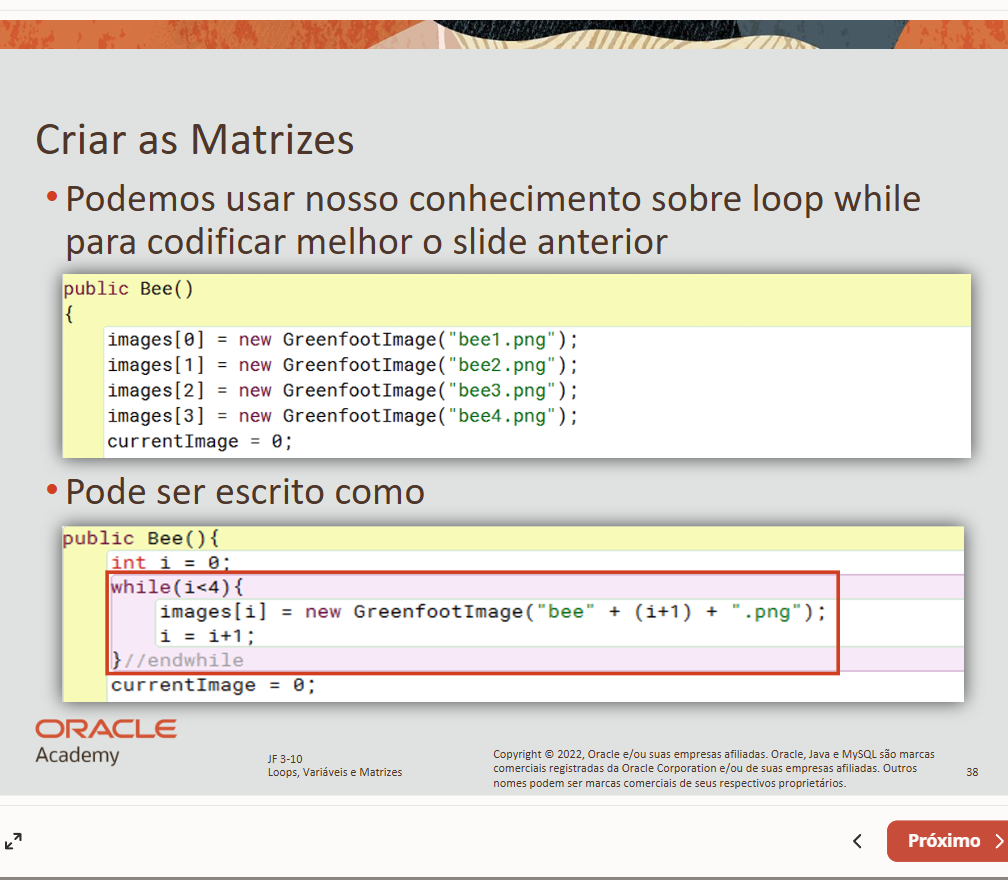 Criar as Matrizes
• Podemos usar nosso conhecimento sobre loop while
para codificar melhor o slide anterior
public Bee()
{
images[0] = new GreenfootImage("bee1.png");
images[1] = new GreenfootImage("bee2.png");
images[2] = new GreenfootImage("bee3.png");
images[3] = new GreenfootImage("bee4.png");
currentImage = 0;
• Pode ser escrito como
public Bee(){
int i = 0;
while(i<4){
images[i] = new GreenfootImage("bee" + (i+1) + ".png");
i = i+1;
}//endwhile
currentImage = 0;
ORACLE
Academy
JF 3-10
Loops, Variáveis e Matrizes
Copyright © 2022, Oracle e/ou suas empresas afiliadas. Oracle, Java e MySQL são marcas
comerciais registradas da Oracle Corporation e/ou de suas empresas afiliadas. Outros
nomes podem ser marcas comerciais de seus respectivos proprietários.
38
Próximo